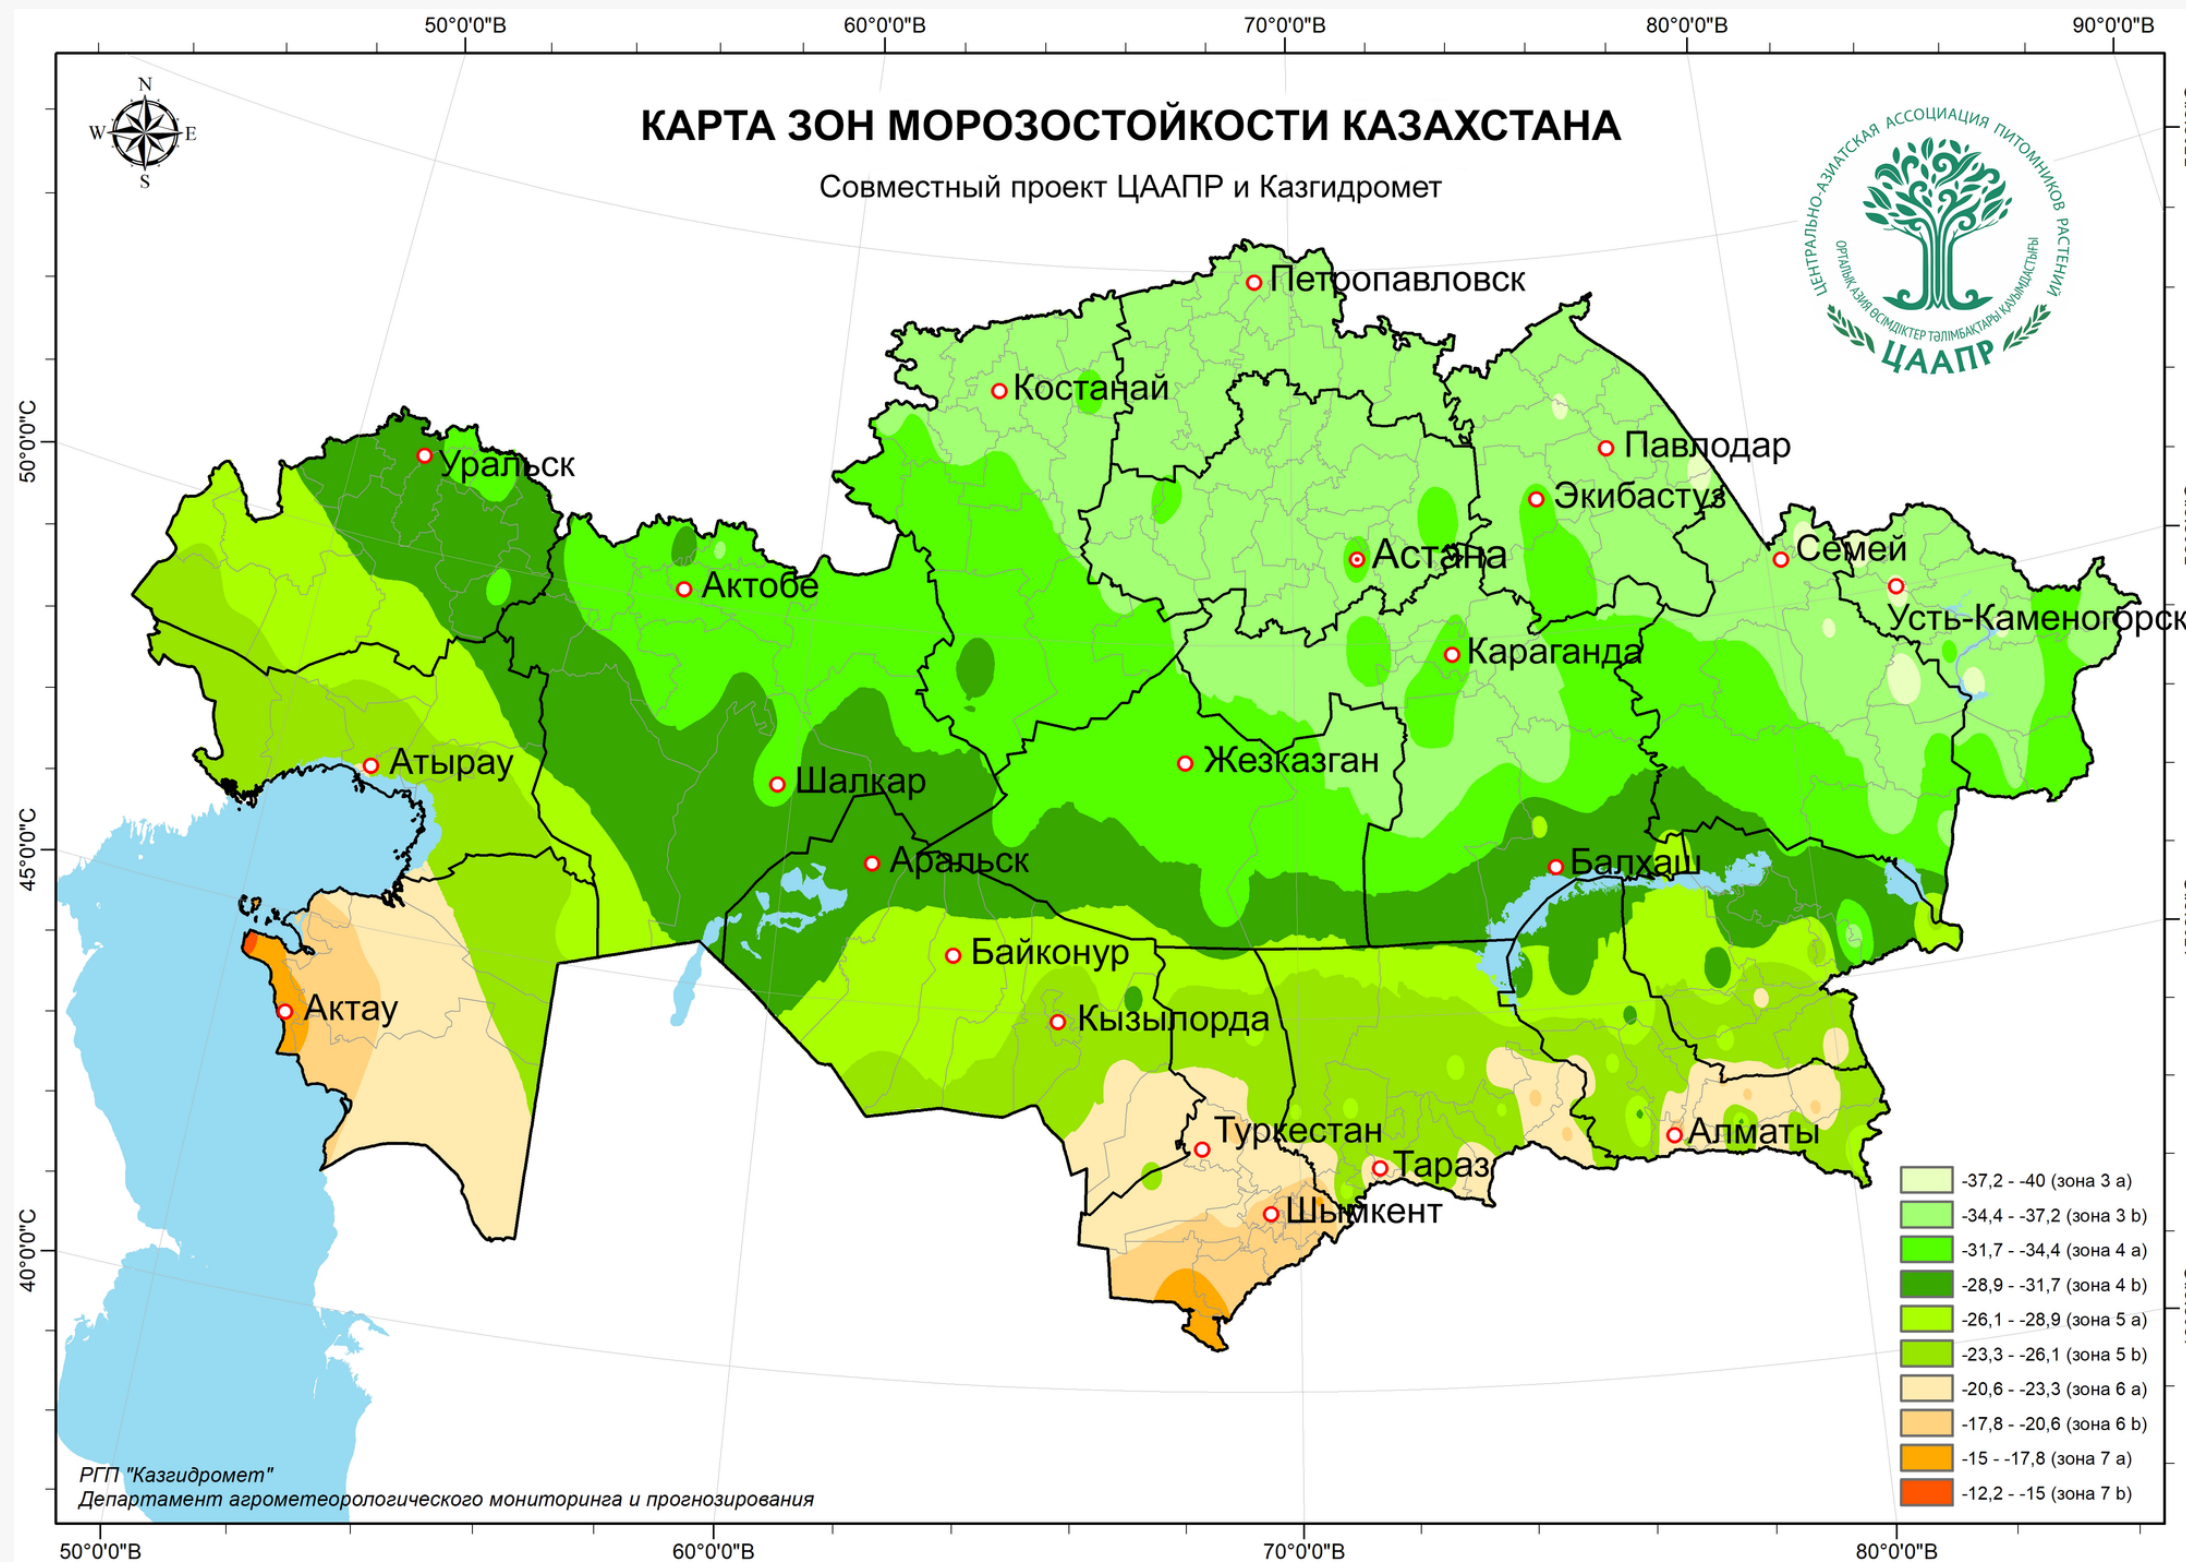 50°0'0"В 60°0'0"В 70°0'0"В 80°0'0"В 90°0'0"В
N
W E
S
КАРТА ЗОН МОРОЗОСТОЙКОСТИ КАЗАХСТАНА
Совместный проект ЦААПР и Казгидромет
ЦЕНТРАЛЬНО-АЗИАТСКАЯ АССОЦИАЦИЯ ПИТОМНИКОВ РАСТЕНИЙ
ОРТАЛЫҚ АЗИЯ ӨСІМДІКТЕР ТӘЛІМБАҚТАРЫ ҚАУЫМДАСТЫҒЫ
ЦААПР
Петропавловск
Костанай
50°0'0"С
Павлодар
Уральск
Экибастуз
Астана
Семей
Актобе
Усть-Каменогорск
Караганда
Атырау
Жезказган
Шалкар
45°0'0"С
Аральск
Балхаш
Байконур
Актау
Кызылорда
Туркестан
Алматы
Тараз
Шымкент
40°0'0"С
-37,2 - -40 (зона 3 a)
-34,4 - -37,2 (зона 3 b)
-31,7 - -34,4 (зона 4 a)
-28,9 - -31,7 (зона 4 b)
-26,1 - -28,9 (зона 5 a)
-23,3 - -26,1 (зона 5 b)
-20,6 - -23,3 (зона 6 a)
-17,8 - -20,6 (зона 6 b)
-15 - -17,8 (зона 7 a)
-12,2 - -15 (зона 7 b)
РГП "Казгидромет"
Департамент агрометеорологического мониторинга и прогнозирования
50°0'0"В 60°0'0"В 70°0'0"В 80°0'0"В